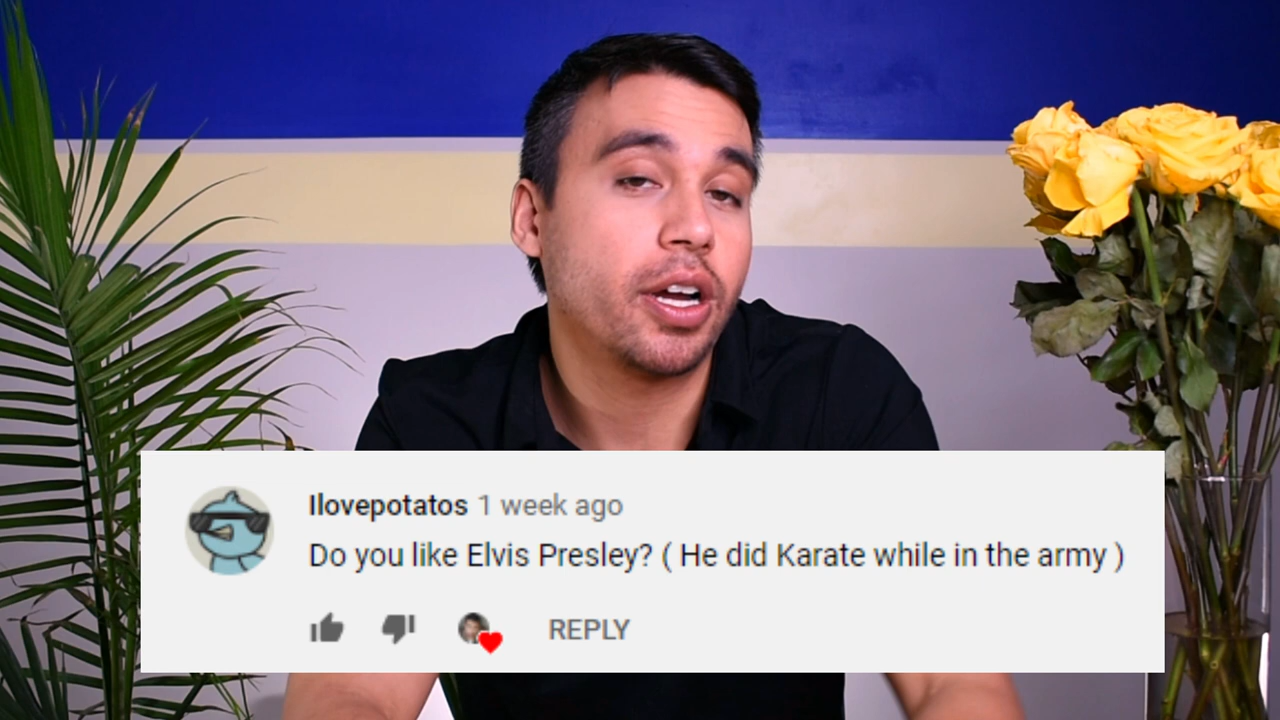 Ilovepotatos 1 week ago
Do you like Elvis Presley? ( He did Karate while in the army )
REPLY